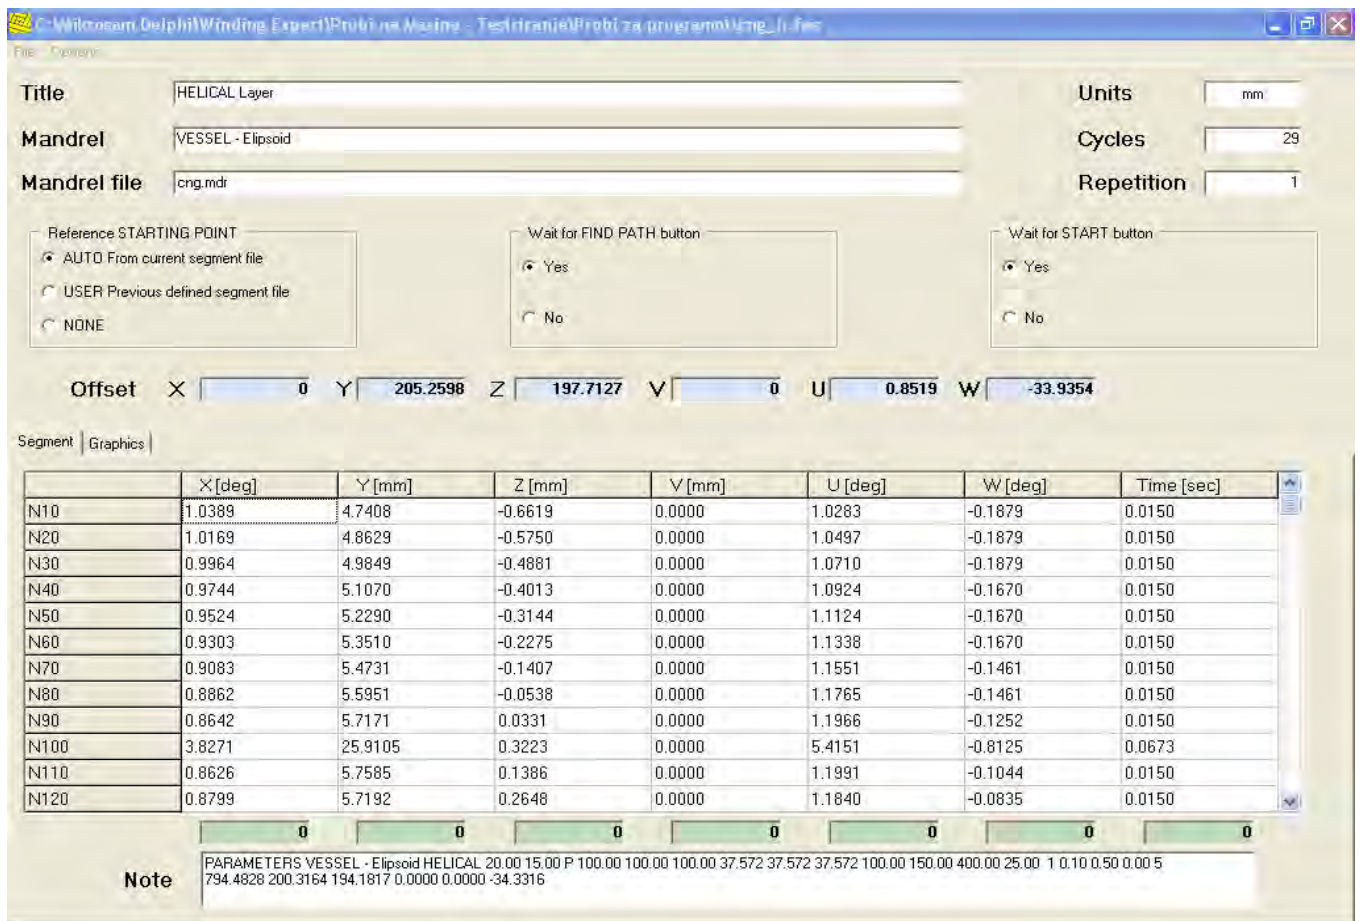 C:\Mikrosam Delphi\Winding Expert\Probi na Masina - Testriranje\Probi za programot\cng_h.fws
File
Title HELICAL Layer Units mm
Mandrel VESSEL - Elipsoid Cycles 29
Mandrel file cng.mdr Repetition 1
Reference STARTING POINT Wait for FIND PATH button Wait for START button
AUTO From current segment file Yes Yes
USER Previous defined segment file
NONE No No
Offset X 0 Y 205.2598 Z 197.7127 V 0 U 0.8519 W -33.9354
Segment Graphics
X [deg] Y [mm] Z [mm] V [mm] U [deg] W [deg] Time [sec]
N10 1.0389 4.7408 -0.6619 0.0000 1.0283 -0.1879 0.0150
N20 1.0169 4.8629 -0.5750 0.0000 1.0497 -0.1879 0.0150
N30 0.9964 4.9849 -0.4881 0.0000 1.0710 -0.1879 0.0150
N40 0.9744 5.1070 -0.4013 0.0000 1.0924 -0.1670 0.0150
N50 0.9524 5.2290 -0.3144 0.0000 1.1124 -0.1670 0.0150
N60 0.9303 5.3510 -0.2275 0.0000 1.1338 -0.1670 0.0150
N70 0.9083 5.4731 -0.1407 0.0000 1.1551 -0.1461 0.0150
N80 0.8862 5.5951 -0.0538 0.0000 1.1765 -0.1461 0.0150
N90 0.8642 5.7171 0.0331 0.0000 1.1966 -0.1252 0.0150
N100 3.8271 25.9105 0.3223 0.0000 5.4151 -0.8125 0.0673
N110 0.8626 5.7585 0.1386 0.0000 1.1991 -0.1044 0.0150
N120 0.8799 5.7192 0.2648 0.0000 1.1840 -0.0835 0.0150
0 0 0 0 0 0 0
Note PARAMETERS VESSEL - Elipsoid HELICAL 20.00 15.00 P 100.00 100.00 100.00 37.572 37.572 37.572 100.00 150.00 400.00 25.00 1 0.10 0.50 0.00 5
794.4828 200.3164 194.1817 0.0000 0.0000 -34.3316